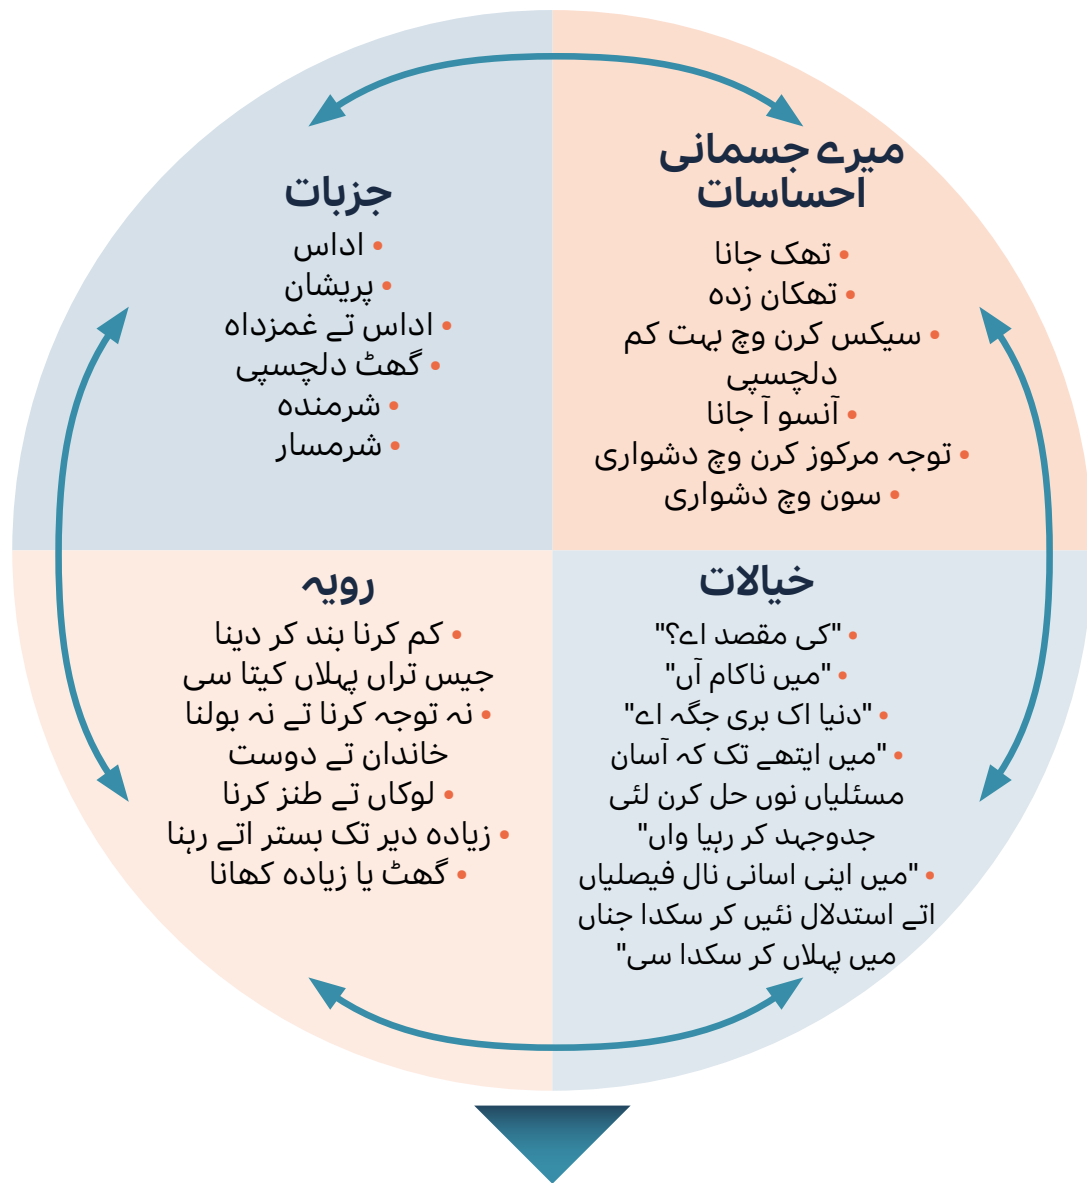 میرے جسمانی
احساسات
• تھک جانا
• تھکان زدہ
• سیکس کرن وچ بہت کم
دلچسپی
• آنسو آ جانا
• توجہ مرکوز کرن وچ دشواری
• سون وچ دشواری
جزبات
• اداس
• پریشان
• اداس تے غمزداہ
• گھٹ دلچسپی
• شرمندہ
• شرمسار
خیالات
• "کی مقصد اے؟"
• "میں ناکام آں"
• "دنیا اک بری جگہ اے"
• "میں ایتھے تک کہ آسان
مسئلیاں نوں حل کرن لئی
جدوجہد کر رہیا واں"
• "میں اینی اسانی نال فیصلیاں
اتے استدلال نئیں کر سکدا جناں
میں پہلاں کر سکدا سی"
رویہ
• کم کرنا بند کر دینا
جیس تراں پہلاں کیتا سی
• نہ توجہ کرنا تے نہ بولنا
خاندان تے دوست
• لوکاں تے طنز کرنا
• زیادہ دیر تک بستر اتے رہنا
• گھٹ یا زیادہ کھانا